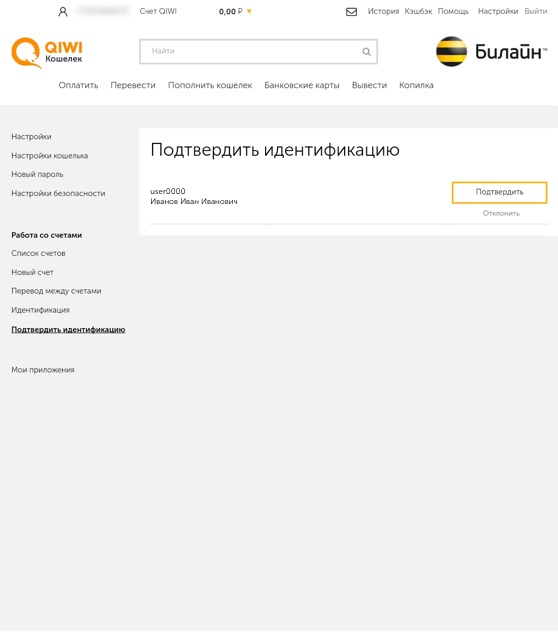 Счет QIWI 0,00 ₽ История Кэшбэк Помощь Настройки Выйти
QIWI
Кошелек
Найти
Билайн™
Оплатить Перевести Пополнить кошелек Банковские карты Вывести Копилка
Настройки
Настройки кошелька
Новый пароль
Настройки безопасности
Работа со счетами
Список счетов
Новый счет
Перевод между счетами
Идентификация
Подтвердить идентификацию
Мои приложения
Подтвердить идентификацию
user0000
Иванов Иван Иванович
Подтвердить
Отклонить